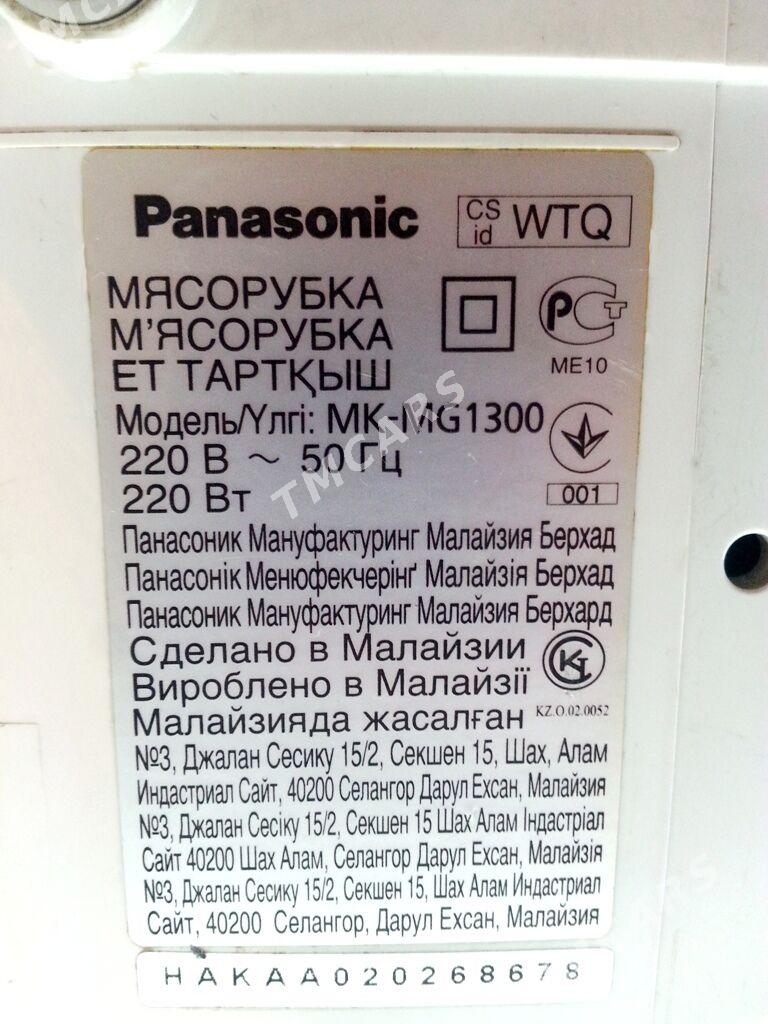 Panasonic CS id WTQ
МЯСОРУБКА
М'ЯСОРУБКА
ЕТ ТАРТҚЫШ
РСТ
ME10
Модель/Үлгі: MK-MG1300
220 В ~ 50 Гц
220 Вт
001
Панасоник Мануфактуринг Малайзия Берхад
Панасонік Менюфекчерінґ Малайзія Берхад
Панасоник Мануфактуринг Малайзия Берхард
Сделано в Малайзии
Вироблено в Малайзії
Малайзияда жасалған
KZ.O.02.0052
№3, Джалан Сесику 15/2, Секшен 15, Шах, Алам
Индастриал Сайт, 40200 Селангор Дарул Ехсан, Малайзия
№3, Джалан Сесіку 15/2, Секшен 15 Шах Алам Індастріал
Сайт 40200 Шах Алам, Селангор Дарул Ехсан, Малайзія
№3, Джалан Сесику 15/2, Секшен 15, Шах Алам Индастриал
Сайт, 40200 Селангор, Дарул Ехсан, Малайзия
HAKAA020268678
TMCARS